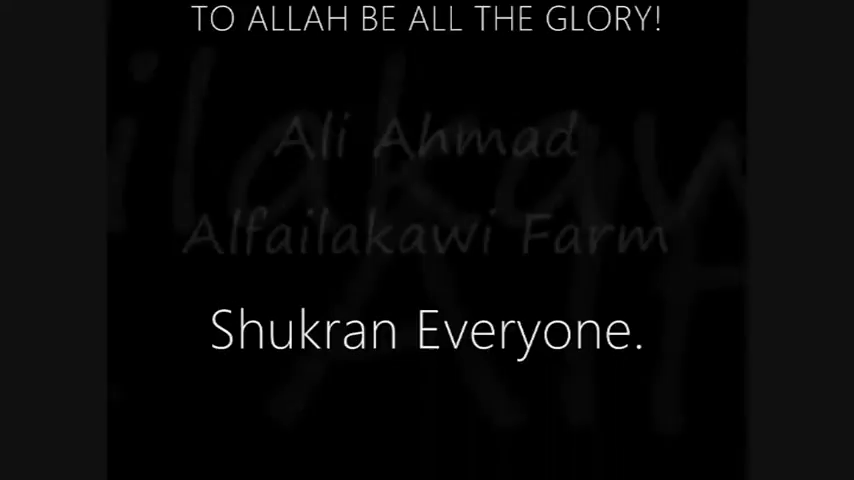 TO ALLAH BE ALL THE GLORY!
Ali Ahmad
Alfailakawi Farm
Shukran Everyone.